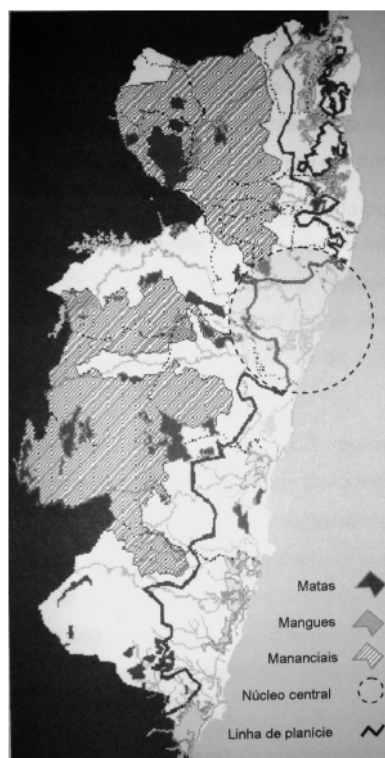 Matas
Mangues
Mananciais
Núcleo central
Linha de planície